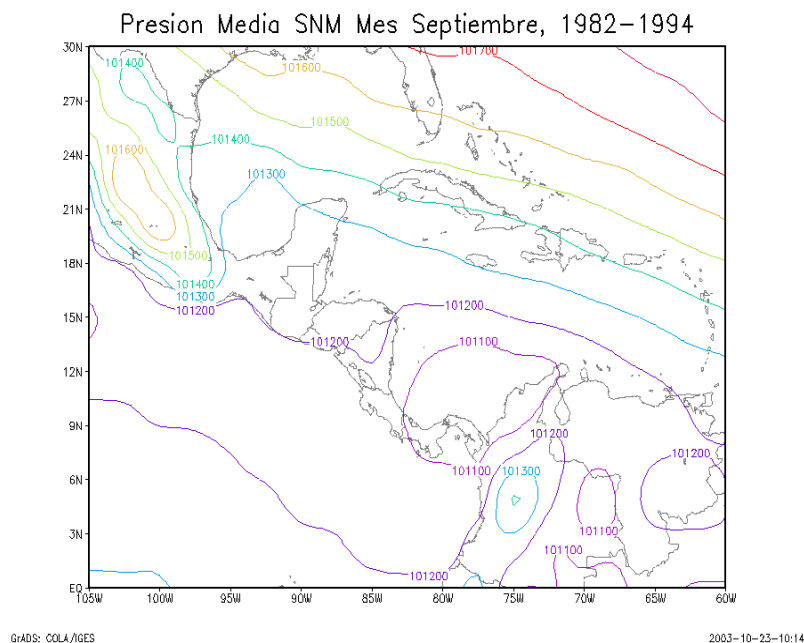 Presion Media SNM Mes Septiembre, 1982-1994
30N
101700
101400
101600
27N
101500
101400
24N
101600
101300
21N
101500
18N
101400
101300
101200
101200
15N
101200
101100
12N
9N
101200
101200
101100
101300
6N
3N
101100
101100
101200
EQ
105W 100W 95W 90W 85W 80W 75W 70W 65W 60W
GrADS: COLA/IGES
2003-10-23-10:14